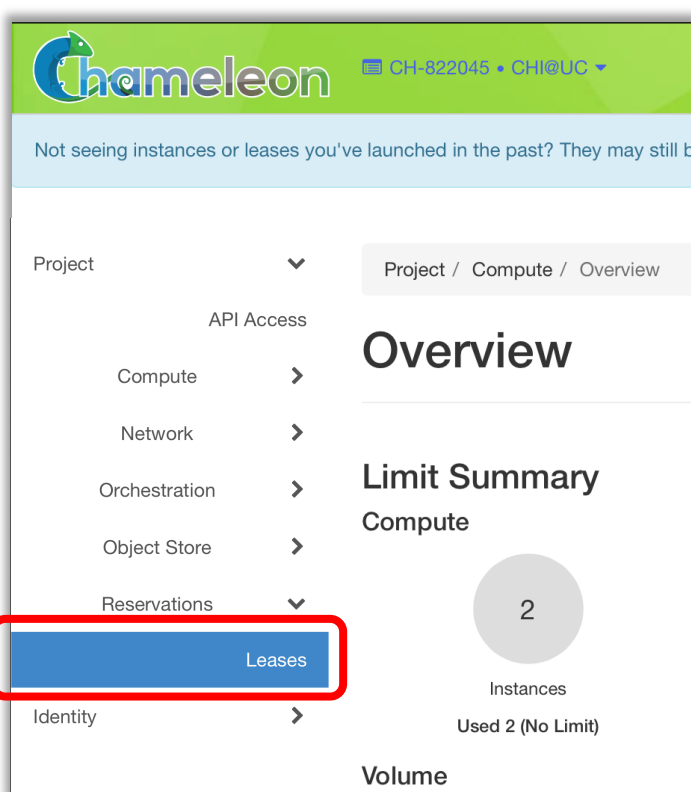 Chameleon
CH-822045 • CHI@UC
Not seeing instances or leases you've launched in the past? They may still
Project
API Access
Compute
Network
Orchestration
Object Store
Reservations
Leases
Identity
Project / Compute / Overview
Overview
Limit Summary
Compute
2
Instances
Used 2 (No Limit)
Volume